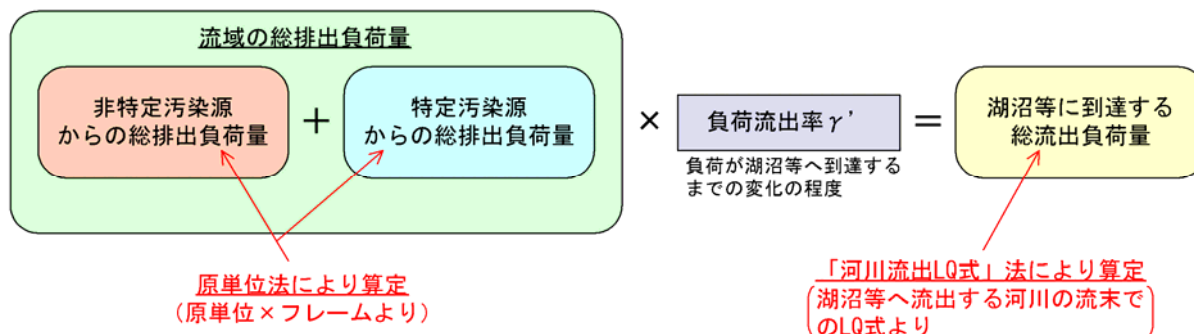 流域の総排出負荷量
非特定汚染源
からの総排出負荷量
+
特定汚染源
からの総排出負荷量
×
負荷流出率γ’
負荷が湖沼等へ到達する
までの変化の程度
=
湖沼等に到達する
総流出負荷量
原単位法により算定
(原単位×フレームより)
「河川流出LQ式」法により算定
(湖沼等へ流出する河川の流末で
のLQ式より